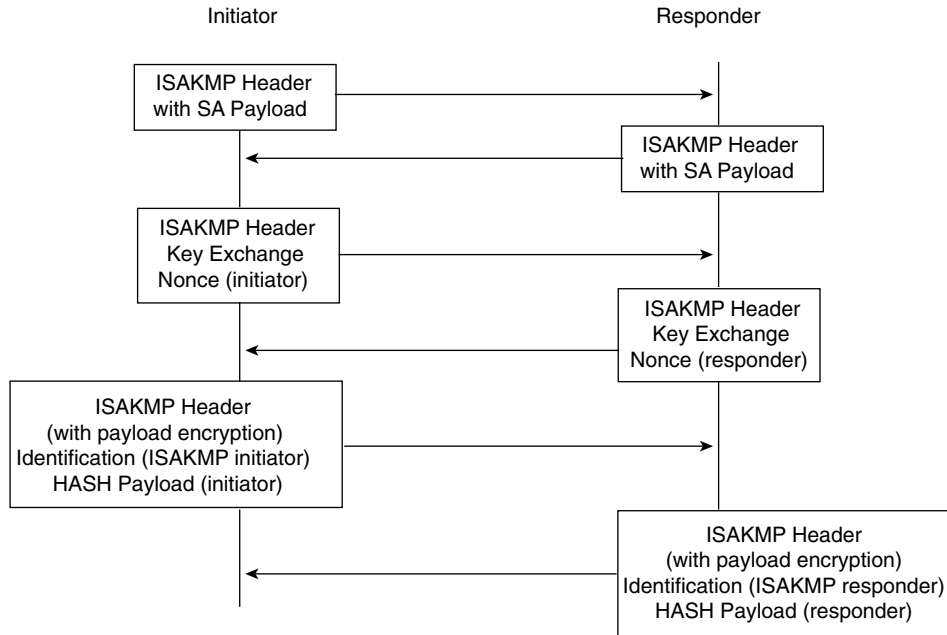 Initiator
Responder
ISAKMP Header
with SA Payload
ISAKMP Header
with SA Payload
ISAKMP Header
Key Exchange
Nonce (initiator)
ISAKMP Header
Key Exchange
Nonce (responder)
ISAKMP Header
(with payload encryption)
Identification (ISAKMP initiator)
HASH Payload (initiator)
ISAKMP Header
(with payload encryption)
Identification (ISAKMP responder)
HASH Payload (responder)